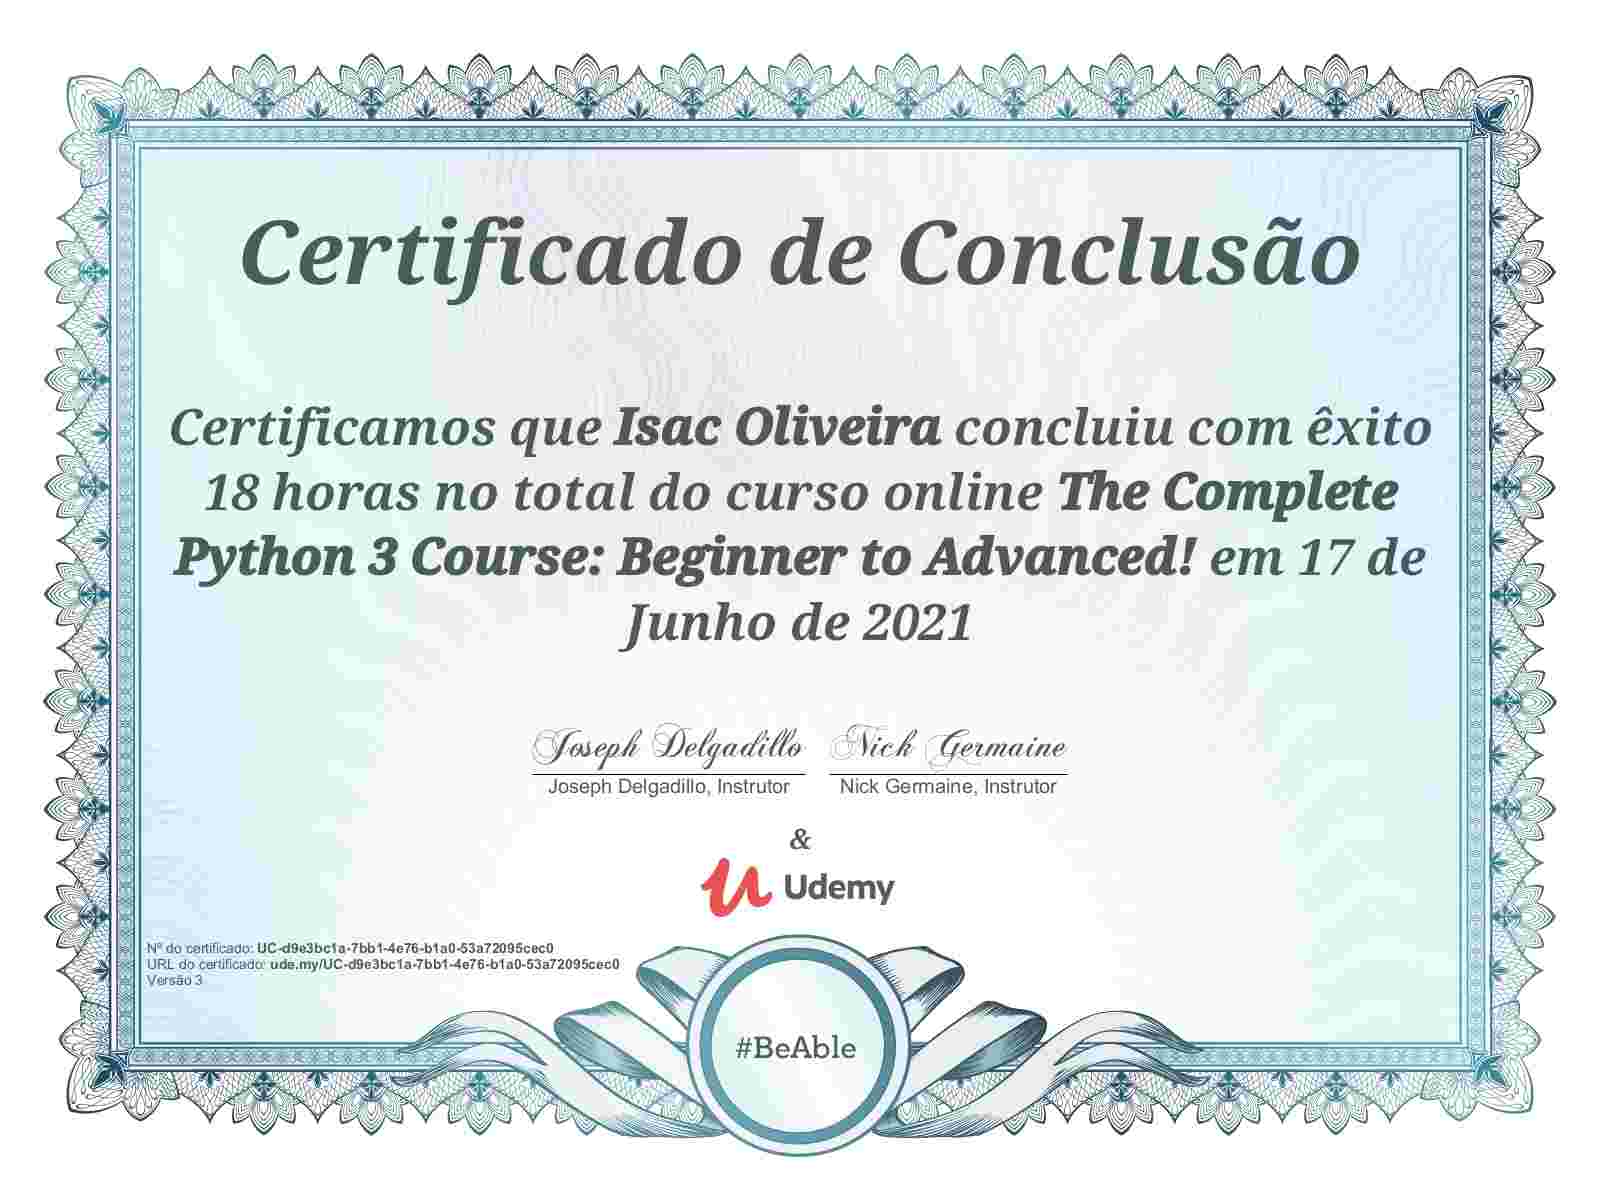 Certificado de Conclusão
Certificamos que Isac Oliveira concluiu com êxito
18 horas no total do curso online The Complete
Python 3 Course: Beginner to Advanced! em 17 de
Junho de 2021
Joseph Delgadillo Nick Germaine
Joseph Delgadillo, Instrutor Nick Germaine, Instrutor
&
Udemy
Nº do certificado: UC-d9e3bc1a-7bb1-4e76-b1a0-53a72095cec0
URL do certificado: ude.my/UC-d9e3bc1a-7bb1-4e76-b1a0-53a72095cec0
Versão 3
#BeAble